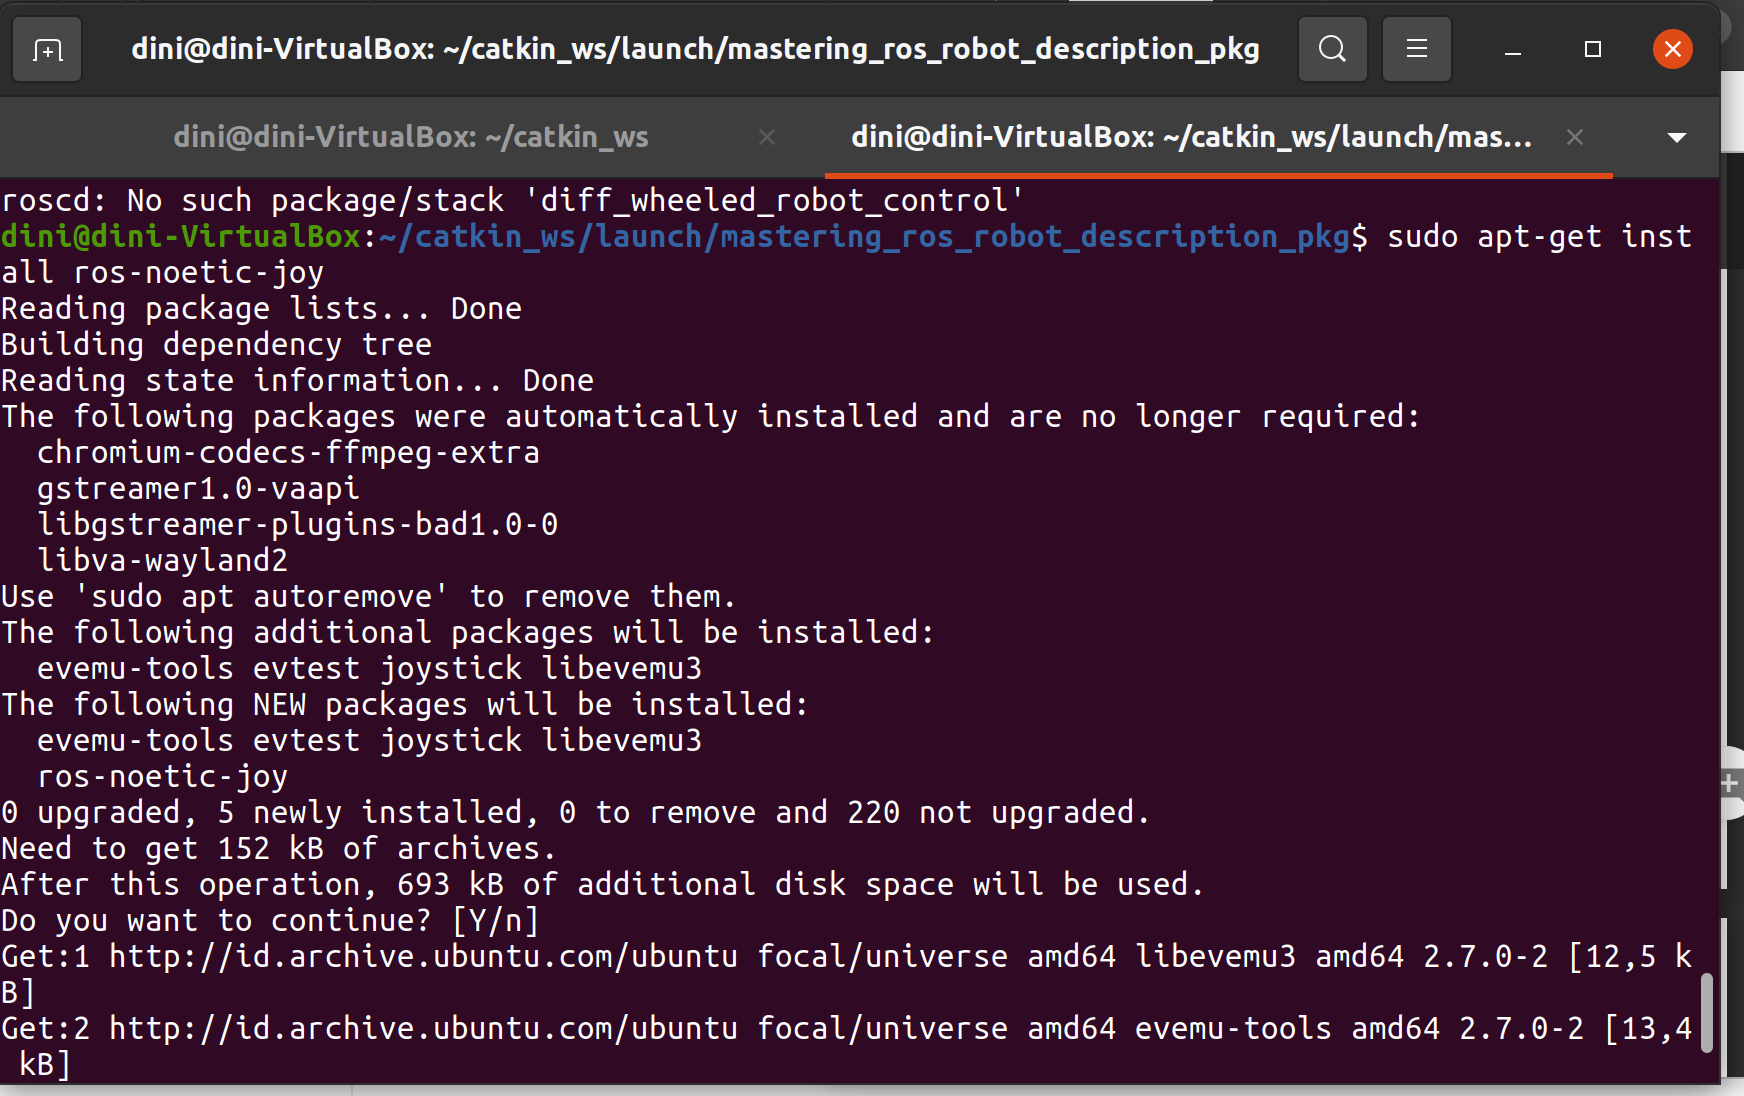 dini@dini-VirtualBox: ~/catkin_ws/launch/mastering_ros_robot_description_pkg
dini@dini-VirtualBox: ~/catkin_ws
dini@dini-VirtualBox: ~/catkin_ws/launch/mas...
roscd: No such package/stack 'diff_wheeled_robot_control'
dini@dini-VirtualBox:~/catkin_ws/launch/mastering_ros_robot_description_pkg$ sudo apt-get inst
all ros-noetic-joy
Reading package lists... Done
Building dependency tree
Reading state information... Done
The following packages were automatically installed and are no longer required:
  chromium-codecs-ffmpeg-extra
  gstreamer1.0-vaapi
  libgstreamer-plugins-bad1.0-0
  libva-wayland2
Use 'sudo apt autoremove' to remove them.
The following additional packages will be installed:
  evemu-tools evtest joystick libevemu3
The following NEW packages will be installed:
  evemu-tools evtest joystick libevemu3
  ros-noetic-joy
0 upgraded, 5 newly installed, 0 to remove and 220 not upgraded.
Need to get 152 kB of archives.
After this operation, 693 kB of additional disk space will be used.
Do you want to continue? [Y/n]
Get:1 http://id.archive.ubuntu.com/ubuntu focal/universe amd64 libevemu3 amd64 2.7.0-2 [12,5 k
B]
Get:2 http://id.archive.ubuntu.com/ubuntu focal/universe amd64 evemu-tools amd64 2.7.0-2 [13,4
 kB]